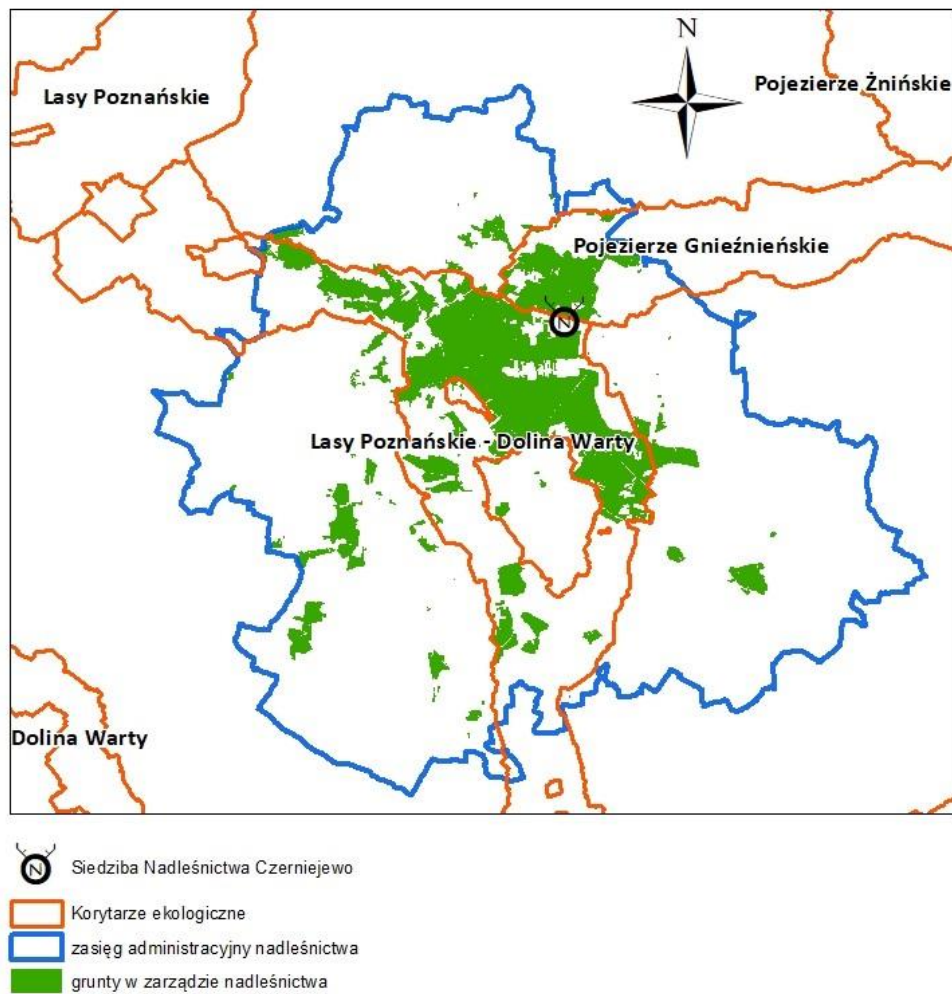 N
Lasy Poznańskie
Pojezierze Żnińskie
Pojezierze Gnieźnieńskie
N
Lasy Poznańskie - Dolina Warty
Dolina Warty
N
Siedziba Nadleśnictwa Czerniejewo
Korytarze ekologiczne
zasięg administracyjny nadleśnictwa
grunty w zarządzie nadleśnictwa